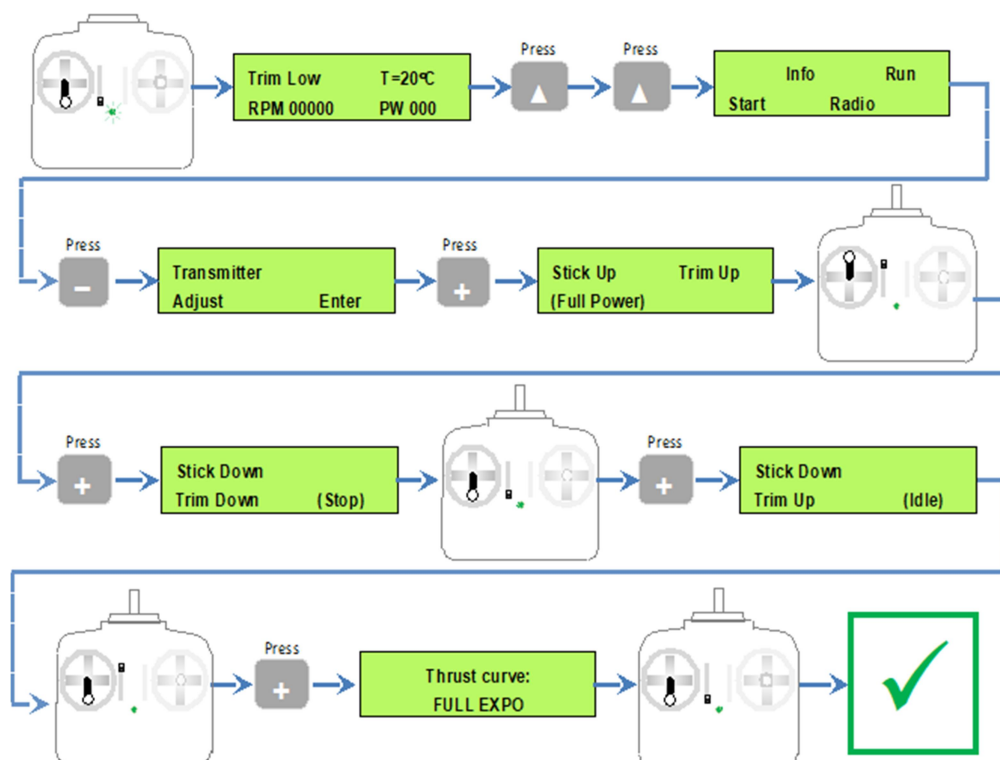 Press
Press
Trim Low T=20ºC
RPM 00000 PW 000
▲
▲
Info Run
Start Radio
Press
Press
–
Transmitter
Adjust Enter
+
Stick Up Trim Up
(Full Power)
Press
Press
+
Stick Down
Trim Down (Stop)
+
Stick Down
Trim Up (Idle)
Press
+
Thrust curve:
FULL EXPO